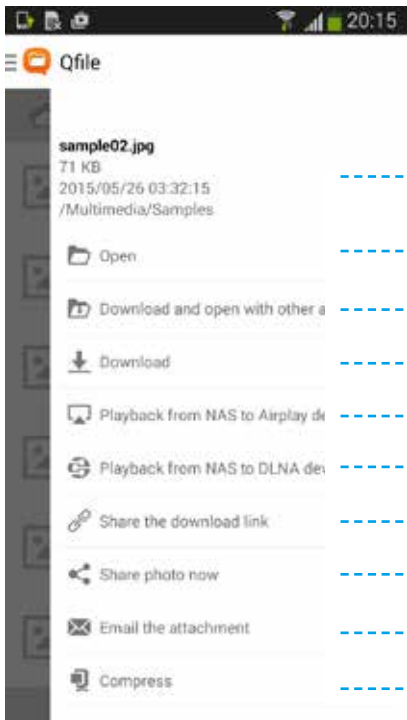 20:15
Qfile
sample02.jpg
71 KB
2015/05/26 03:32:15
/Multimedia/Samples
Open
Download and open with other a
Download
Playback from NAS to Airplay de
Playback from NAS to DLNA dev
Share the download link
Share photo now
Email the attachment
Compress